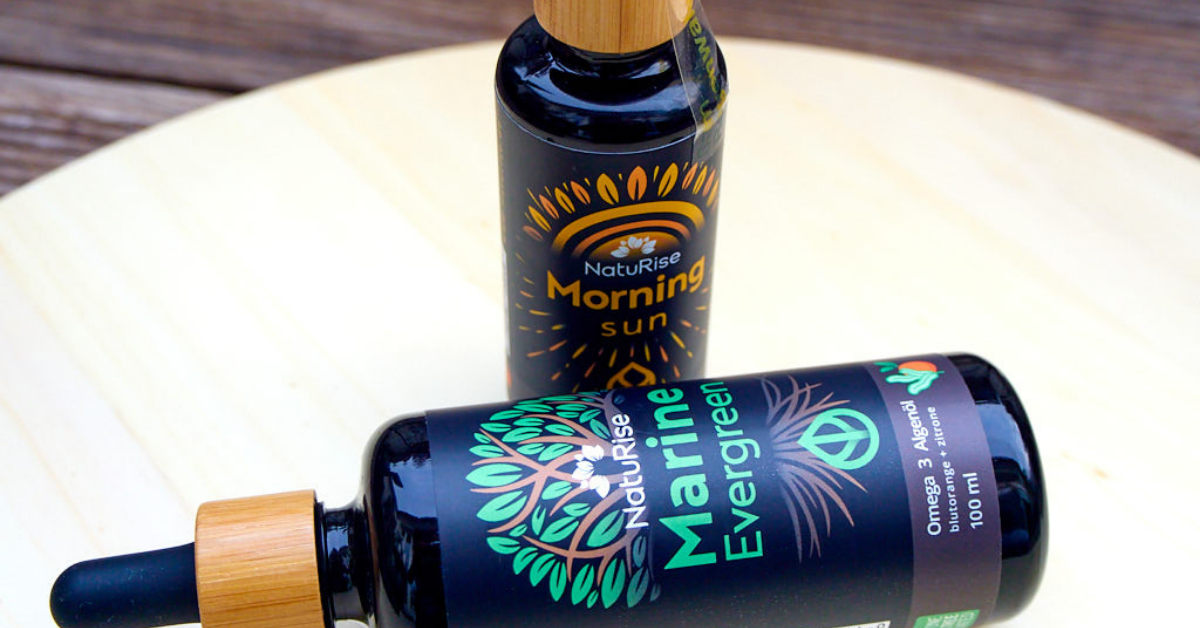 NatuRise
Morning
sun
NatuRise
Marine
Evergreen
Omega 3 Algenöl
blutorange + zitrone
100 ml